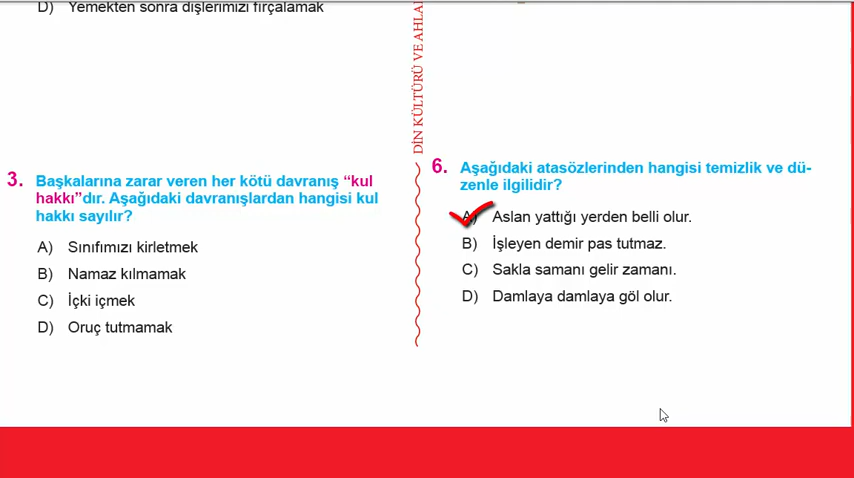 D) Yemekten sonra dişlerimizi fırçalamak
3. Başkalarına zarar veren her kötü davranış “kul
hakkı”dır. Aşağıdaki davranışlardan hangisi kul
hakkı sayılır?
A) Sınıfımızı kirletmek
B) Namaz kılmamak
C) İçki içmek
D) Oruç tutmamak
DİN KÜLTÜRÜ VE AHLA
6. Aşağıdaki atasözlerinden hangisi temizlik ve dü-
zenle ilgilidir?
A) Aslan yattığı yerden belli olur.
B) İşleyen demir pas tutmaz.
C) Sakla samanı gelir zamanı.
D) Damlaya damlaya göl olur.